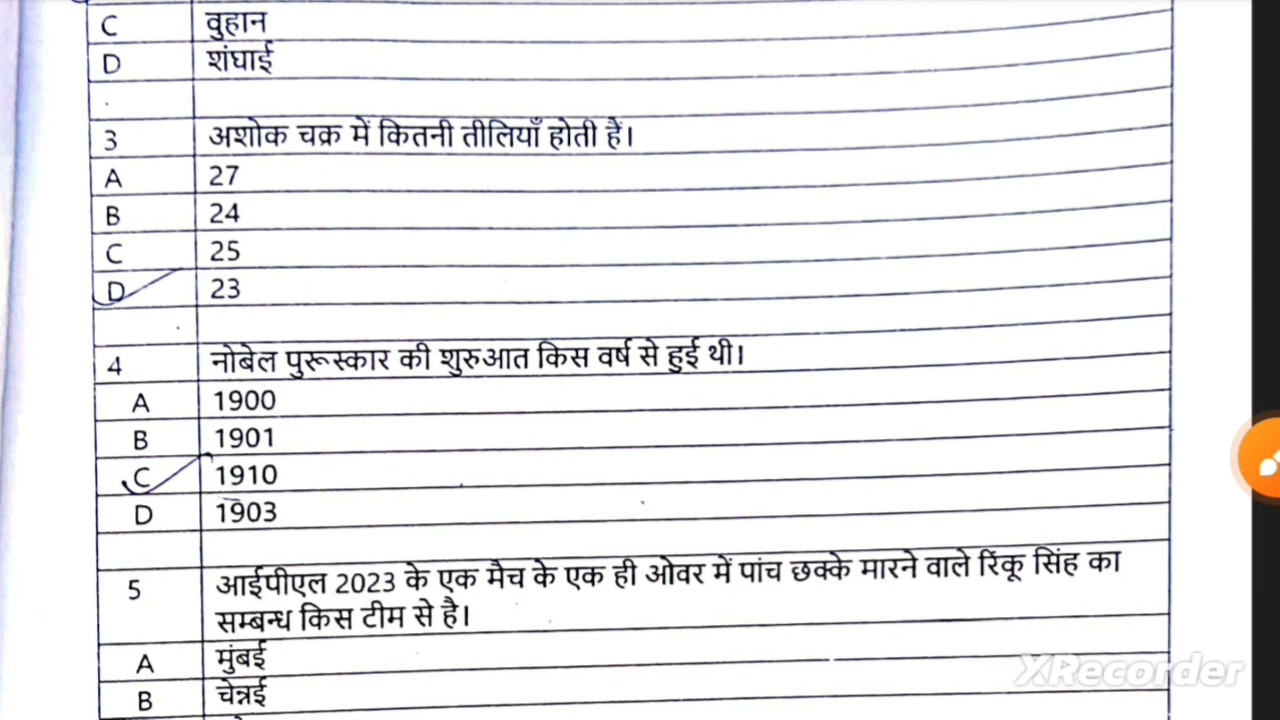 C वुहान
D शंघाई
3 अशोक चक्र में कितनी तीलियाँ होती हैं।
A 27
B 24
C 25
D 23
4 नोबेल पुरूस्कार की शुरुआत किस वर्ष से हुई थी।
A 1900
B 1901
C 1910
D 1903
5 आईपीएल 2023 के एक मैच के एक ही ओवर में पांच छक्के मारने वाले रिंकू सिंह का
सम्बन्ध किस टीम से है।
A मुंबई
B चेन्नई
XRecorder